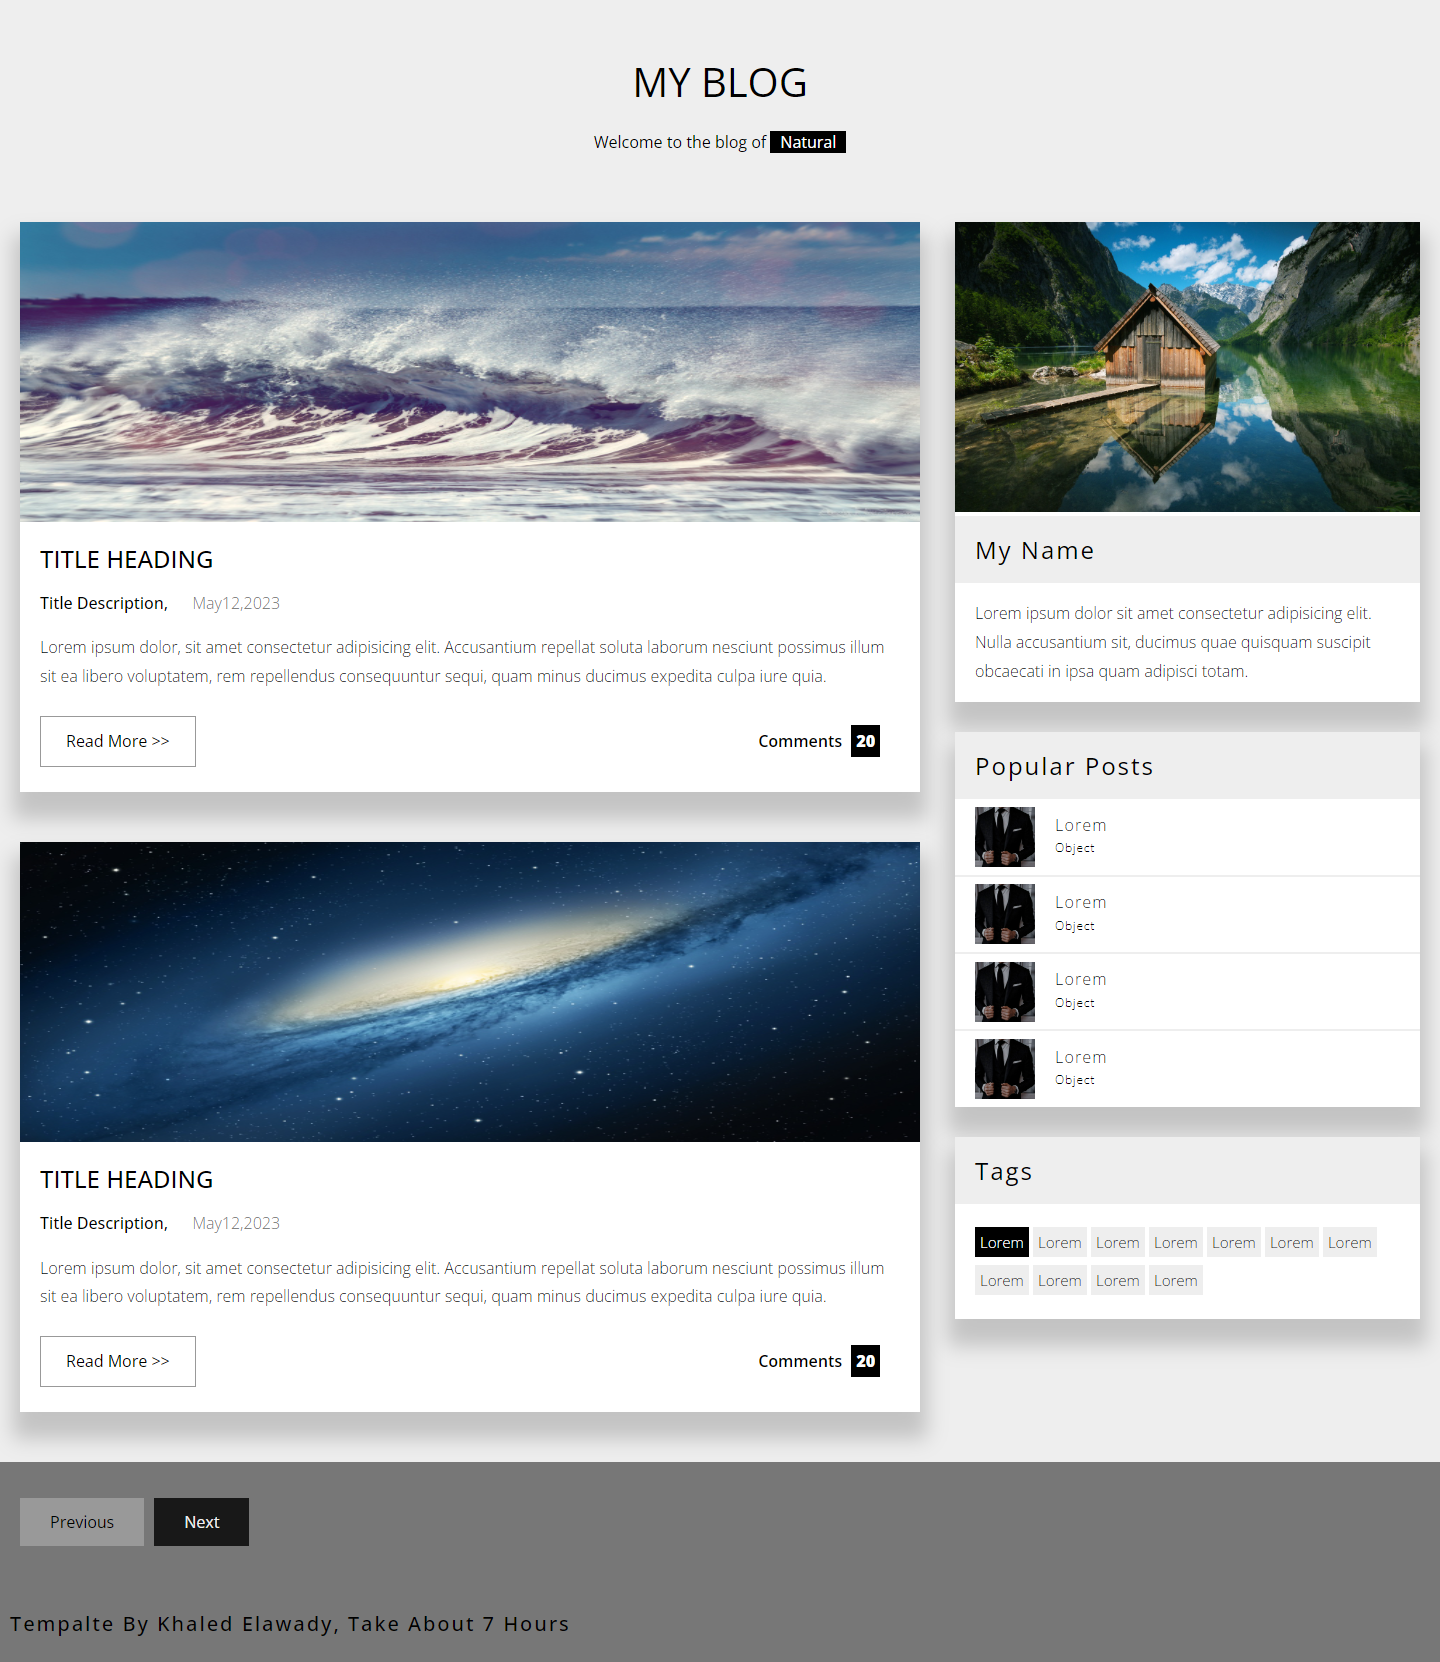 MY BLOG
Welcome to the blog of Natural
TITLE HEADING
Title Description, May12,2023
Lorem ipsum dolor, sit amet consectetur adipisicing elit. Accusantium repellat soluta laborum nesciunt possimus illum
sit ea libero voluptatem, rem repellendus consequuntur sequi, quam minus ducimus expedita culpa iure quia.
Read More >>
Comments 20
TITLE HEADING
Title Description, May12,2023
Lorem ipsum dolor, sit amet consectetur adipisicing elit. Accusantium repellat soluta laborum nesciunt possimus illum
sit ea libero voluptatem, rem repellendus consequuntur sequi, quam minus ducimus expedita culpa iure quia.
Read More >>
Comments 20
My Name
Lorem ipsum dolor sit amet consectetur adipisicing elit.
Nulla accusantium sit, ducimus quae quisquam suscipit
obcaecati in ipsa quam adipisci totam.
Popular Posts
Lorem
Object
Lorem
Object
Lorem
Object
Lorem
Object
Tags
Lorem Lorem Lorem Lorem Lorem Lorem Lorem
Lorem Lorem Lorem Lorem
Previous Next
Tempalte By Khaled Elawady, Take About 7 Hours